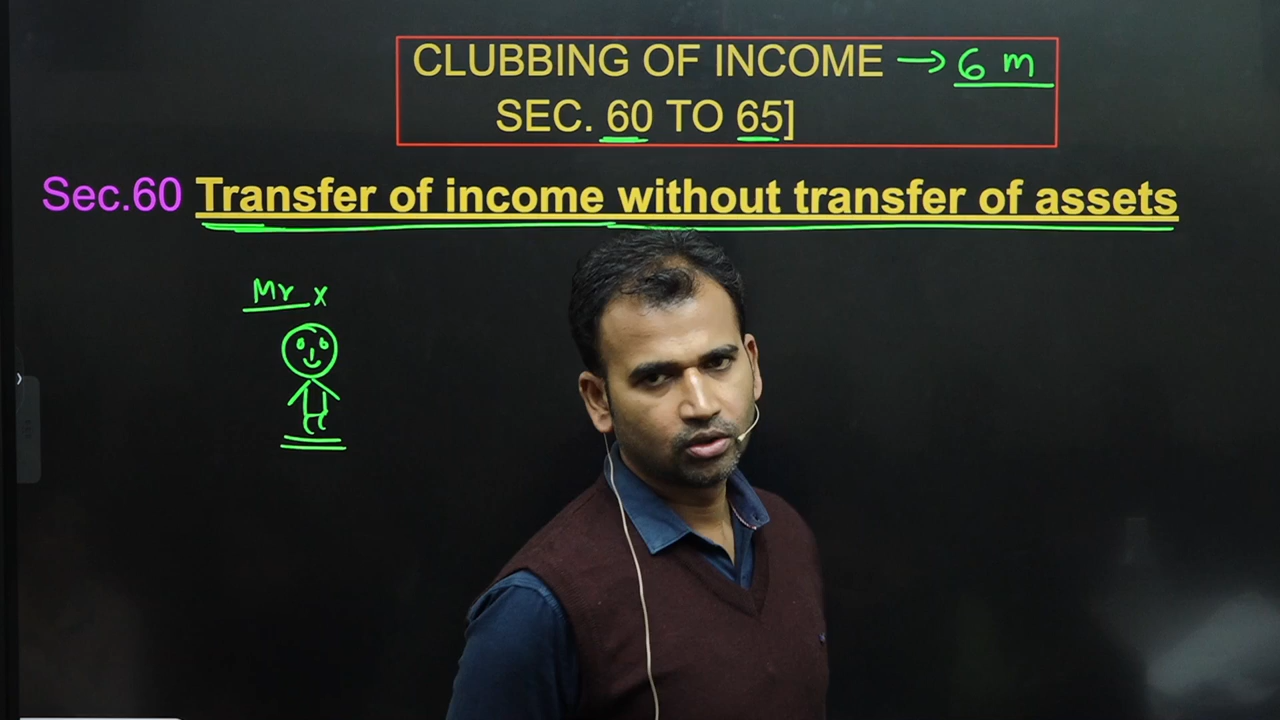 CLUBBING OF INCOME → 6 m
SEC. 60 TO 65]
Sec.60 Transfer of income without transfer of assets
Mr x